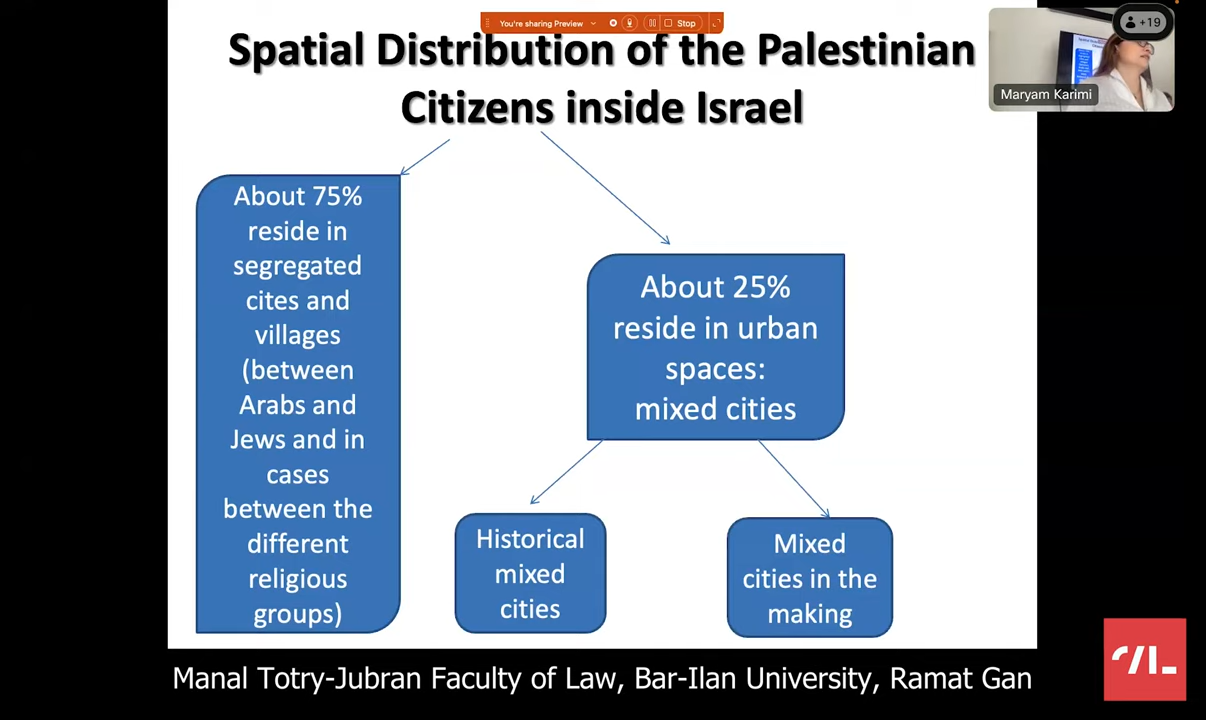 You're sharing Preview
Stop
+19
Maryam Karimi
Spatial Distribution of the Palestinian
Citizens inside Israel
About 75%
reside in
segregated
cites and
villages
(between
Arabs and
Jews and in
cases
between the
different
religious
groups)
About 25%
reside in urban
spaces:
mixed cities
Historical
mixed
cities
Mixed
cities in the
making
Manal Totry-Jubran Faculty of Law, Bar-Ilan University, Ramat Gan